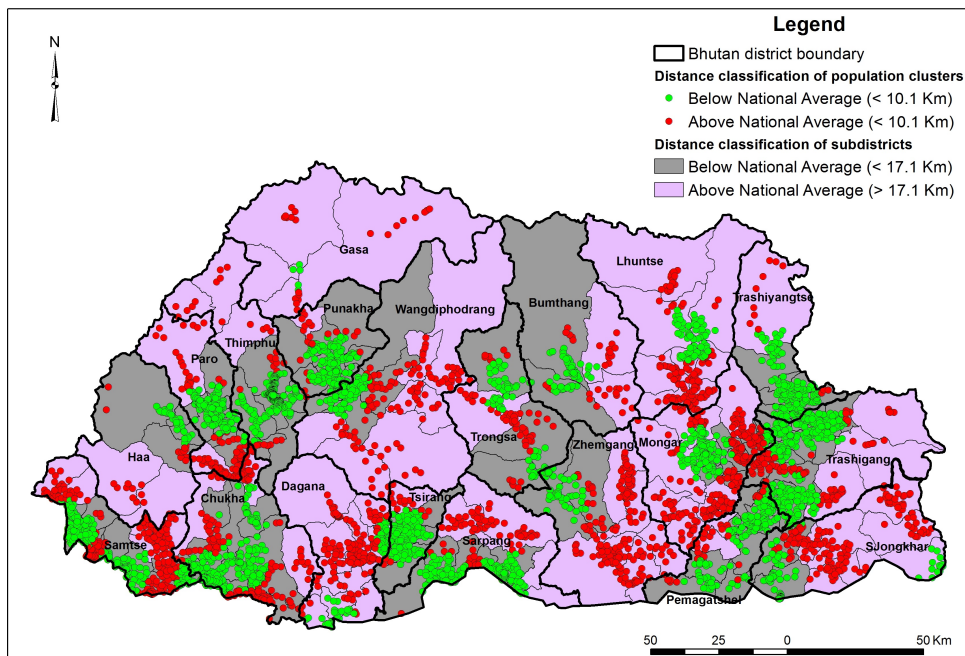 Legend
N
Bhutan district boundary
Distance classification of population clusters
Below National Average (< 10.1 Km)
Above National Average (< 10.1 Km)
Distance classification of subdistricts
Below National Average (< 17.1 Km)
Above National Average (> 17.1 Km)
Gasa
Lhuntse
Trashiyangtse
Punakha
Wangdiphodrang
Bumthang
Thimphu
Paro
Haa
Trongsa
Zhemgang
Mongar
Trashigang
Chukha
Dagana
Tsirang
Sarpang
Samtse
SJongkhar
Pemagatshel
50 25 0 50 Km